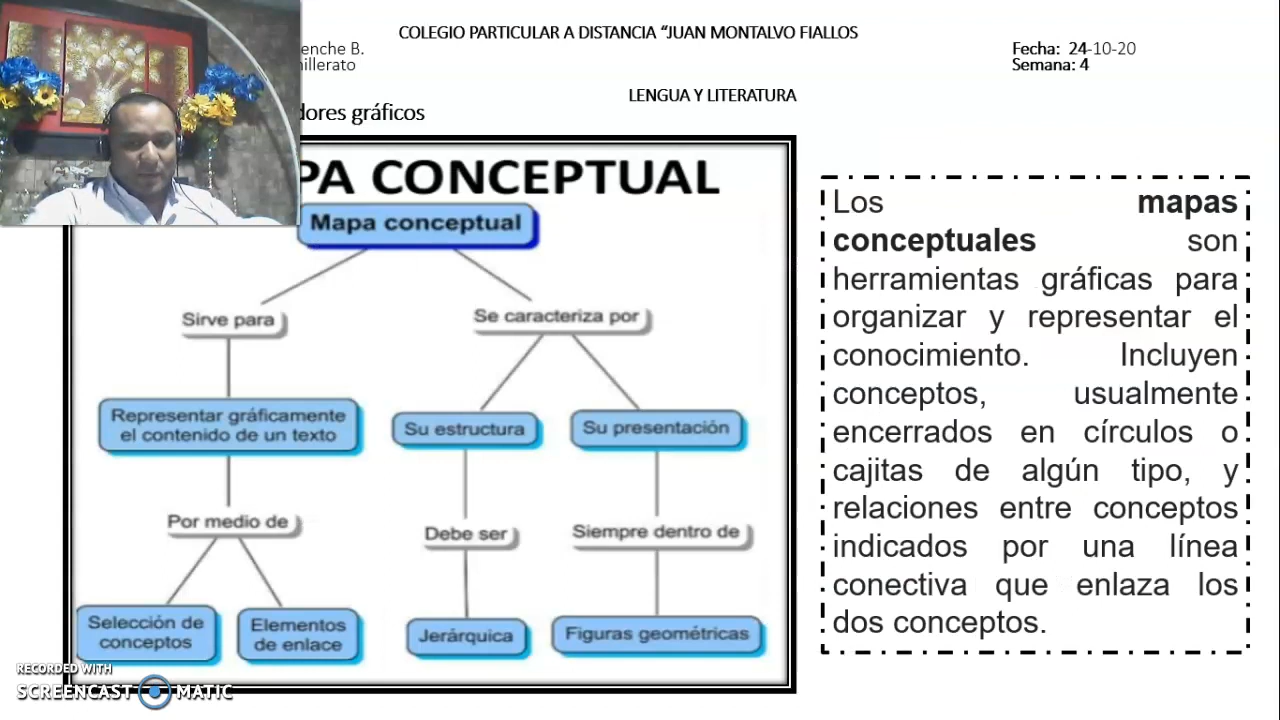 COLEGIO PARTICULAR A DISTANCIA “JUAN MONTALVO FIALLOS
enche B.
Fecha: 24-10-20
illerato
Semana: 4
LENGUA Y LITERATURA
dores gráficos
PA CONCEPTUAL
Mapa conceptual
Sirve para
Se caracteriza por
Representar gráficamente
el contenido de un texto
Su estructura
Su presentación
Por medio de
Debe ser
Siempre dentro de
Selección de
conceptos
Elementos
de enlace
Jerárquica
Figuras geométricas
Los mapas
conceptuales son
herramientas gráficas para
organizar y representar el
conocimiento. Incluyen
conceptos, usualmente
encerrados en círculos o
cajitas de algún tipo, y
relaciones entre conceptos
indicados por una línea
conectiva que enlaza los
dos conceptos.
RECORDED WITH
SCREENCAST MATIC